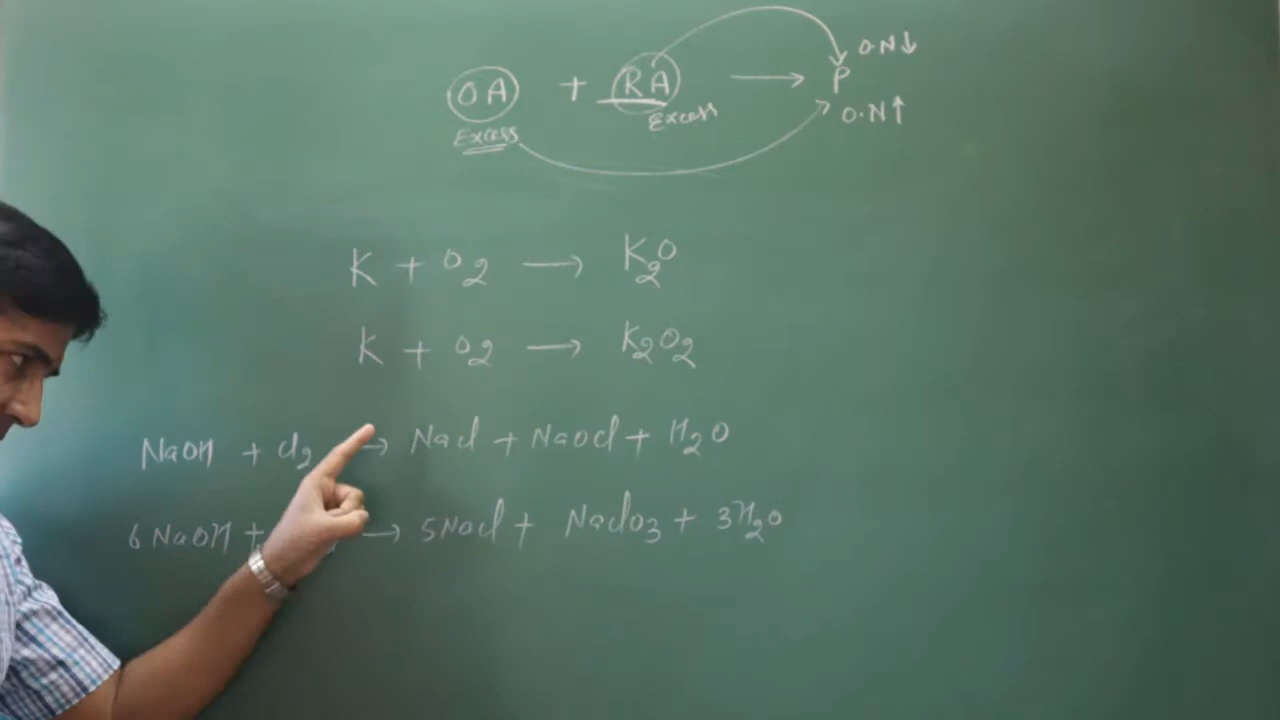 O.N↓
OA + RA → P
Excess Excess O.N↑
K + O2 → K2O
K + O2 → K2O2
NaOH + Cl2 → NaCl + NaOCl + H2O
6NaOH + → 5NaCl + NaClO3 + 3H2O